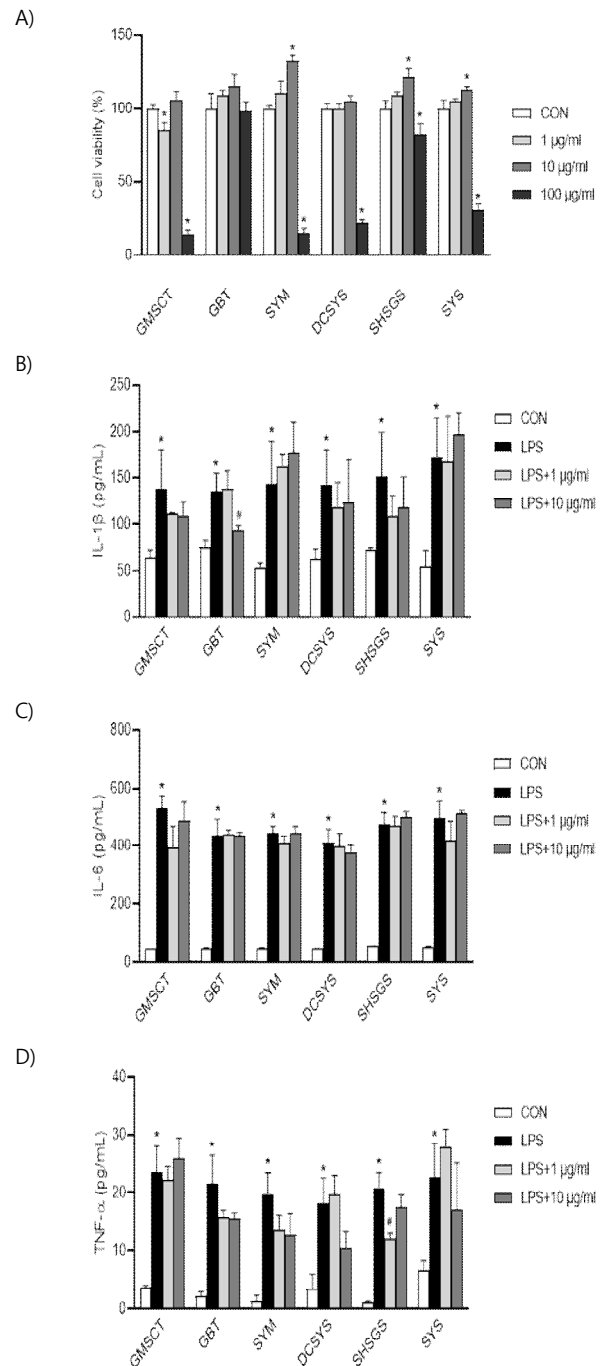 A)
Cell viability (%)
150
100
50
0
* * * * * * * * * *
CON
1 µg/ml
10 µg/ml
100 µg/ml
GMSCT GBT SYM DCSYS SHSGS SYS
B)
IL-1β (pg/mL)
250
200
150
100
50
0
* * # * * * *
CON
LPS
LPS+1 µg/ml
LPS+10 µg/ml
GMSCT GBT SYM DCSYS SHSGS SYS
C)
IL-6 (pg/mL)
800
600
400
200
0
* * * * * *
CON
LPS
LPS+1 µg/ml
LPS+10 µg/ml
GMSCT GBT SYM DCSYS SHSGS SYS
D)
TNF-α (pg/mL)
40
30
20
10
0
* * * * * # *
CON
LPS
LPS+1 µg/ml
LPS+10 µg/ml
GMSCT GBT SYM DCSYS SHSGS SYS